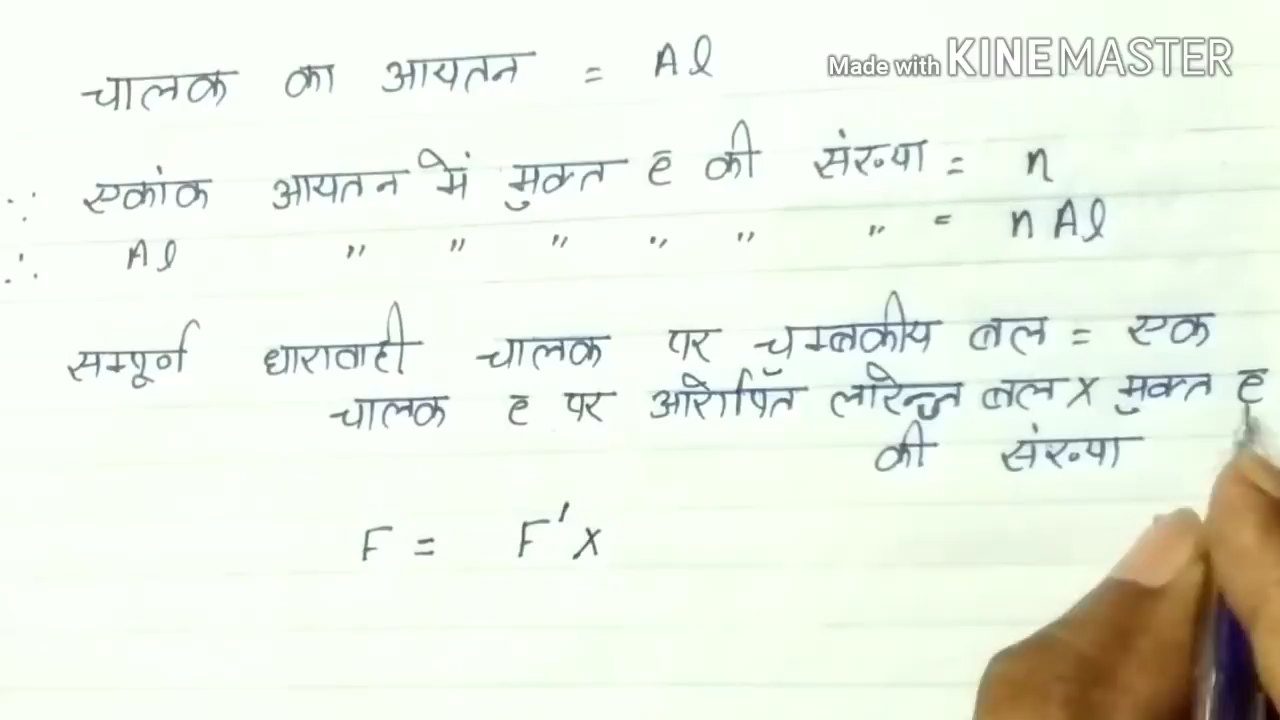 Made with KINEMASTER
चालक का आयतन = Al
∵ एकांक आयतन में मुक्त e̅ की संख्या = n
∴ Al " " " " " " = nAl
सम्पूर्ण धारावाही चालक पर चुम्बकीय बल = एक
चालक e̅ पर आरोपित लारेन्ज बल x मुक्त e̅
की संख्या
F = F' x